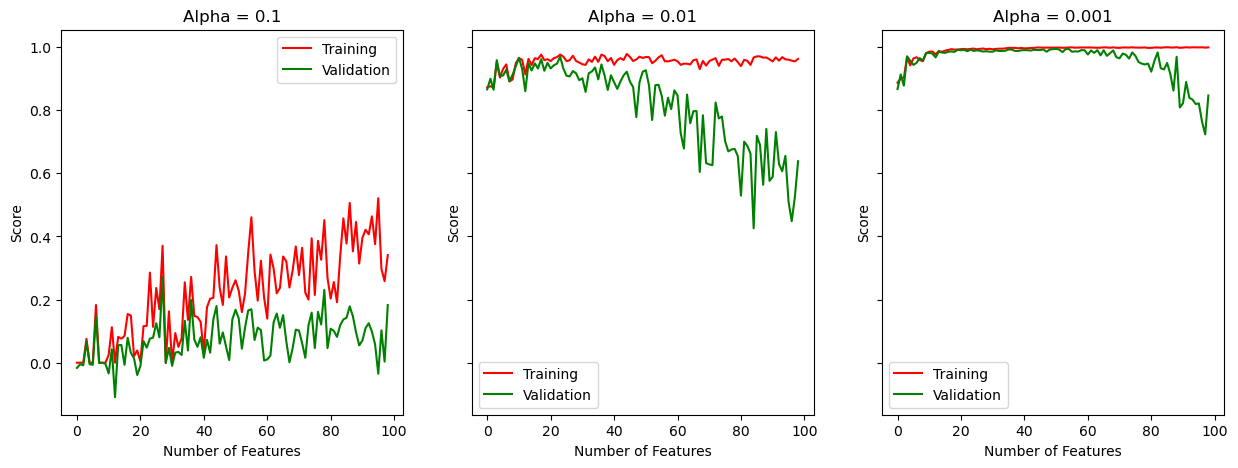 Alpha = 0.1
Training
Validation
Score
1.0
0.8
0.6
0.4
0.2
0.0
0
20
40
60
80
100
Number of Features
Alpha = 0.01
Score
Training
Validation
0
20
40
60
80
100
Number of Features
Alpha = 0.001
Score
Training
Validation
0
20
40
60
80
100
Number of Features